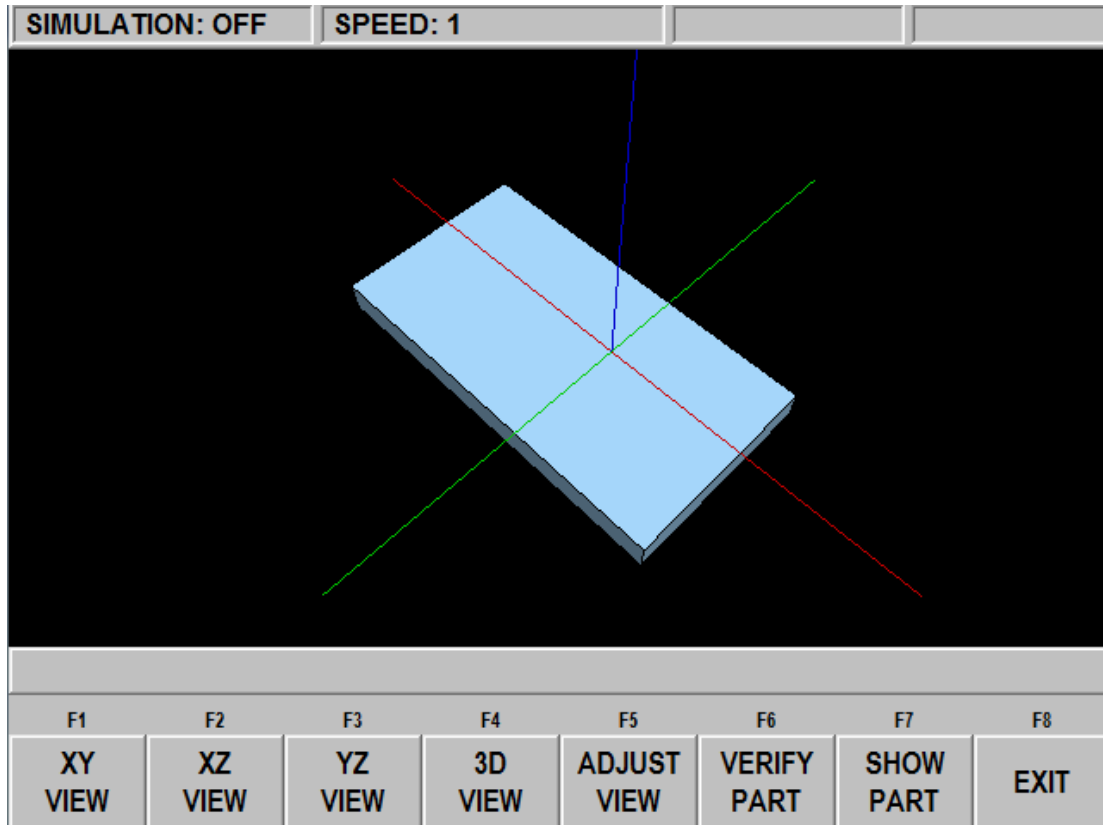 SIMULATION: OFF SPEED: 1
F1 F2 F3 F4 F5 F6 F7 F8
XY XZ YZ 3D ADJUST VERIFY SHOW EXIT
VIEW VIEW VIEW VIEW VIEW PART PART